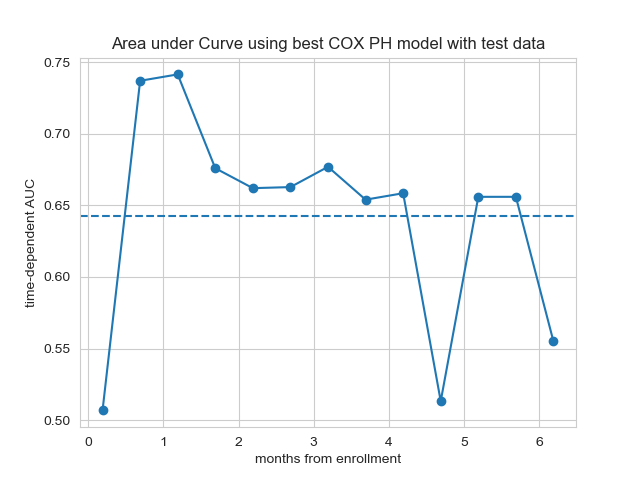 Area under Curve using best COX PH model with test data
time-dependent AUC
0.75
0.70
0.65
0.60
0.55
0.50
0 1 2 3 4 5 6
months from enrollment